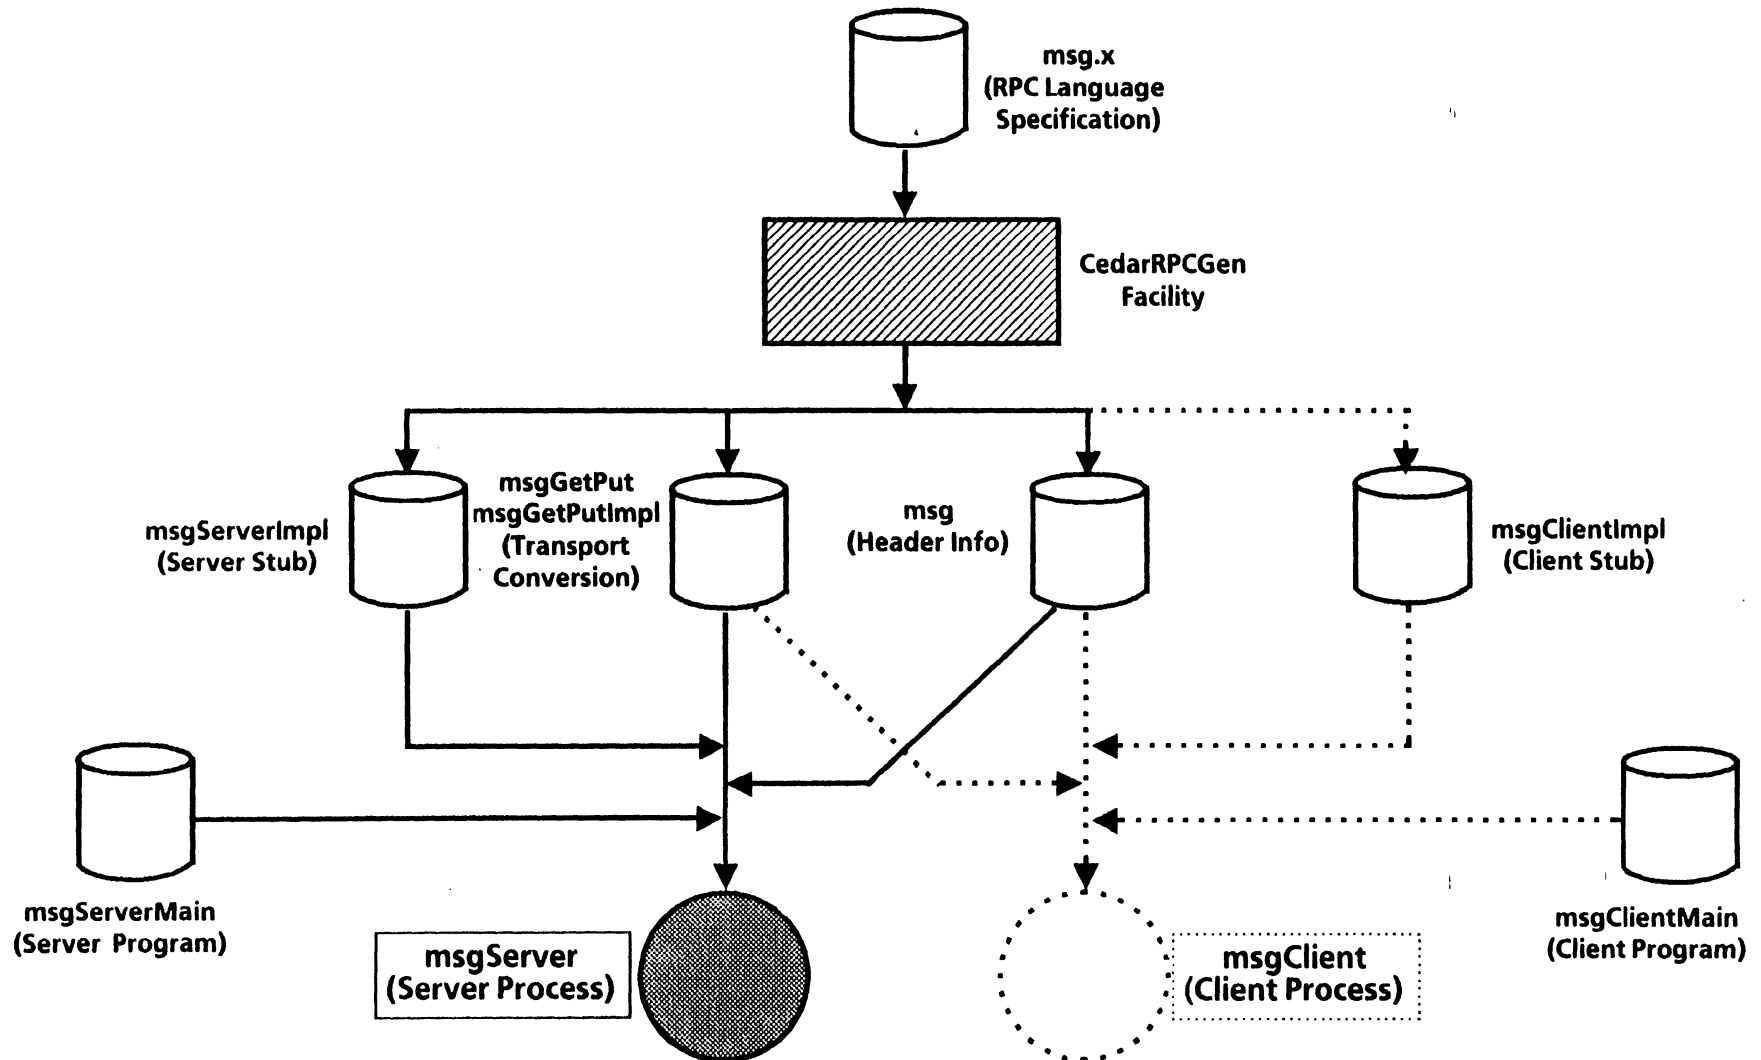 msg.x
(RPC Language
Specification)
CedarRPCGen
Facility
msgServerImpl
(Server Stub)
msgGetPut
msgGetPutImpl
(Transport
Conversion)
msg
(Header Info)
msgClientImpl
(Client Stub)
msgServerMain
(Server Program)
msgServer
(Server Process)
msgClient
(Client Process)
msgClientMain
(Client Program)